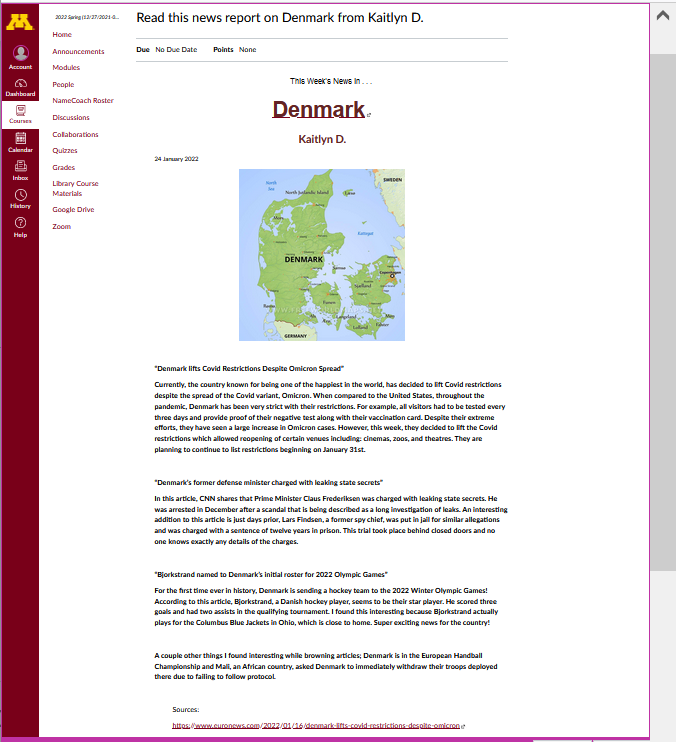 2022 Spring (12/27/2021-0...
Read this news report on Denmark from Kaitlyn D.
Home
Announcements
Modules
People
NameCoach Roster
Discussions
Collaborations
Quizzes
Grades
Library Course
Materials
Google Drive
Zoom
Account
Dashboard
Courses
Calendar
Inbox
History
Help
Due No Due Date Points None
This Week's News In . . .
Denmark
Kaitlyn D.
24 January 2022
North
Sea
SWEDEN
North Jutlandic Island
Kattegat
DENMARK
Samsø
Copenhagen
Sjælland
Funen
Langeland
Lolland
Falster
GERMANY
"Denmark lifts Covid Restrictions Despite Omicron Spread"
Currently, the country known for being one of the happiest in the world, has decided to lift Covid restrictions
despite the spread of the Covid variant, Omicron. When compared to the United States, throughout the
pandemic, Denmark has been very strict with their restrictions. For example, all visitors had to be tested every
three days and provide proof of their negative test along with their vaccination card. Despite their extreme
efforts, they have seen a large increase in Omicron cases. However, this week, they decided to lift the Covid
restrictions which allowed reopening of certain venues including: cinemas, zoos, and theatres. They are
planning to continue to list restrictions beginning on January 31st.
"Denmark's former defense minister charged with leaking state secrets"
In this article, CNN shares that Prime Minister Claus Frederiksen was charged with leaking state secrets. He
was arrested in December after a scandal that is being described as a long investigation of leaks. An interesting
addition to this article is just days prior, Lars Findsen, a former spy chief, was put in jail for similar allegations
and was charged with a sentence of twelve years in prison. This trial took place behind closed doors and no
one knows exactly any details of the charges.
"Bjorkstrand named to Denmark's initial roster for 2022 Olympic Games"
For the first time ever in history, Denmark is sending a hockey team to the 2022 Winter Olympic Games!
According to this article, Bjorkstrand, a Danish hockey player, seems to be their star player. He scored three
goals and had two assists in the qualifying tournament. I found this interesting because Bjorkstrand actually
plays for the Columbus Blue Jackets in Ohio, which is close to home. Super exciting news for the country!
A couple other things I found interesting while browning articles; Denmark is in the European Handball
Championship and Mali, an African country, asked Denmark to immediately withdraw their troops deployed
there due to failing to follow protocol.
Sources:
https://www.euronews.com/2022/01/16/denmark-lifts-covid-restrictions-despite-omicron